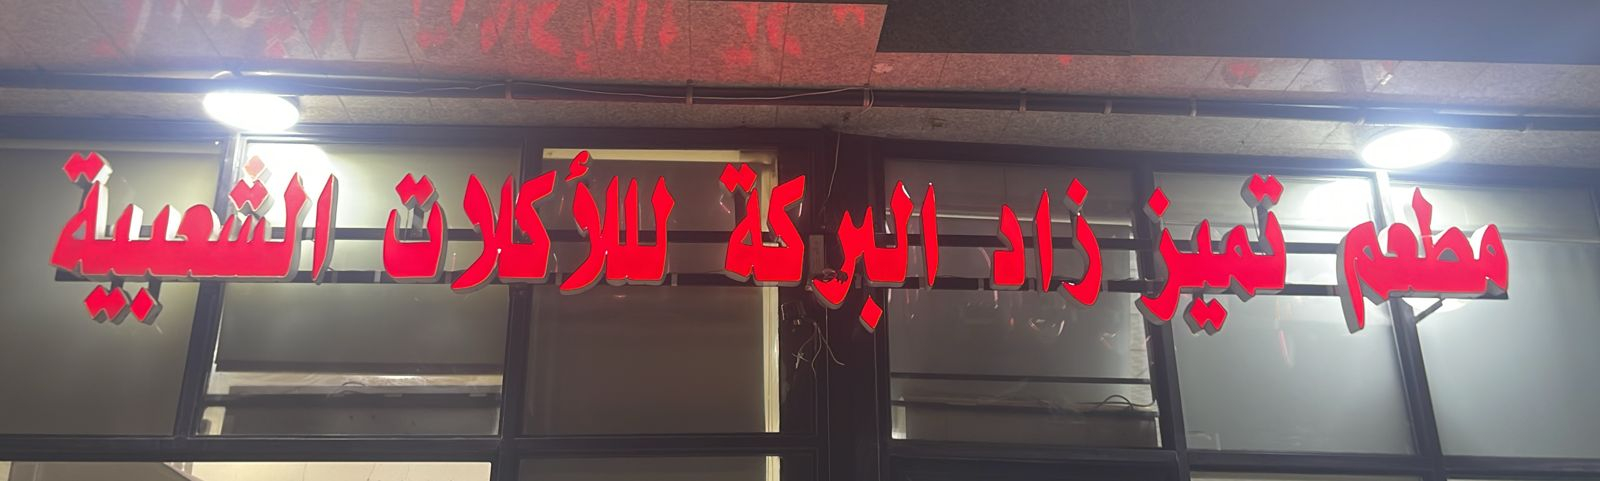 مطعم تميز زاد البركة للأكلات الشعبية